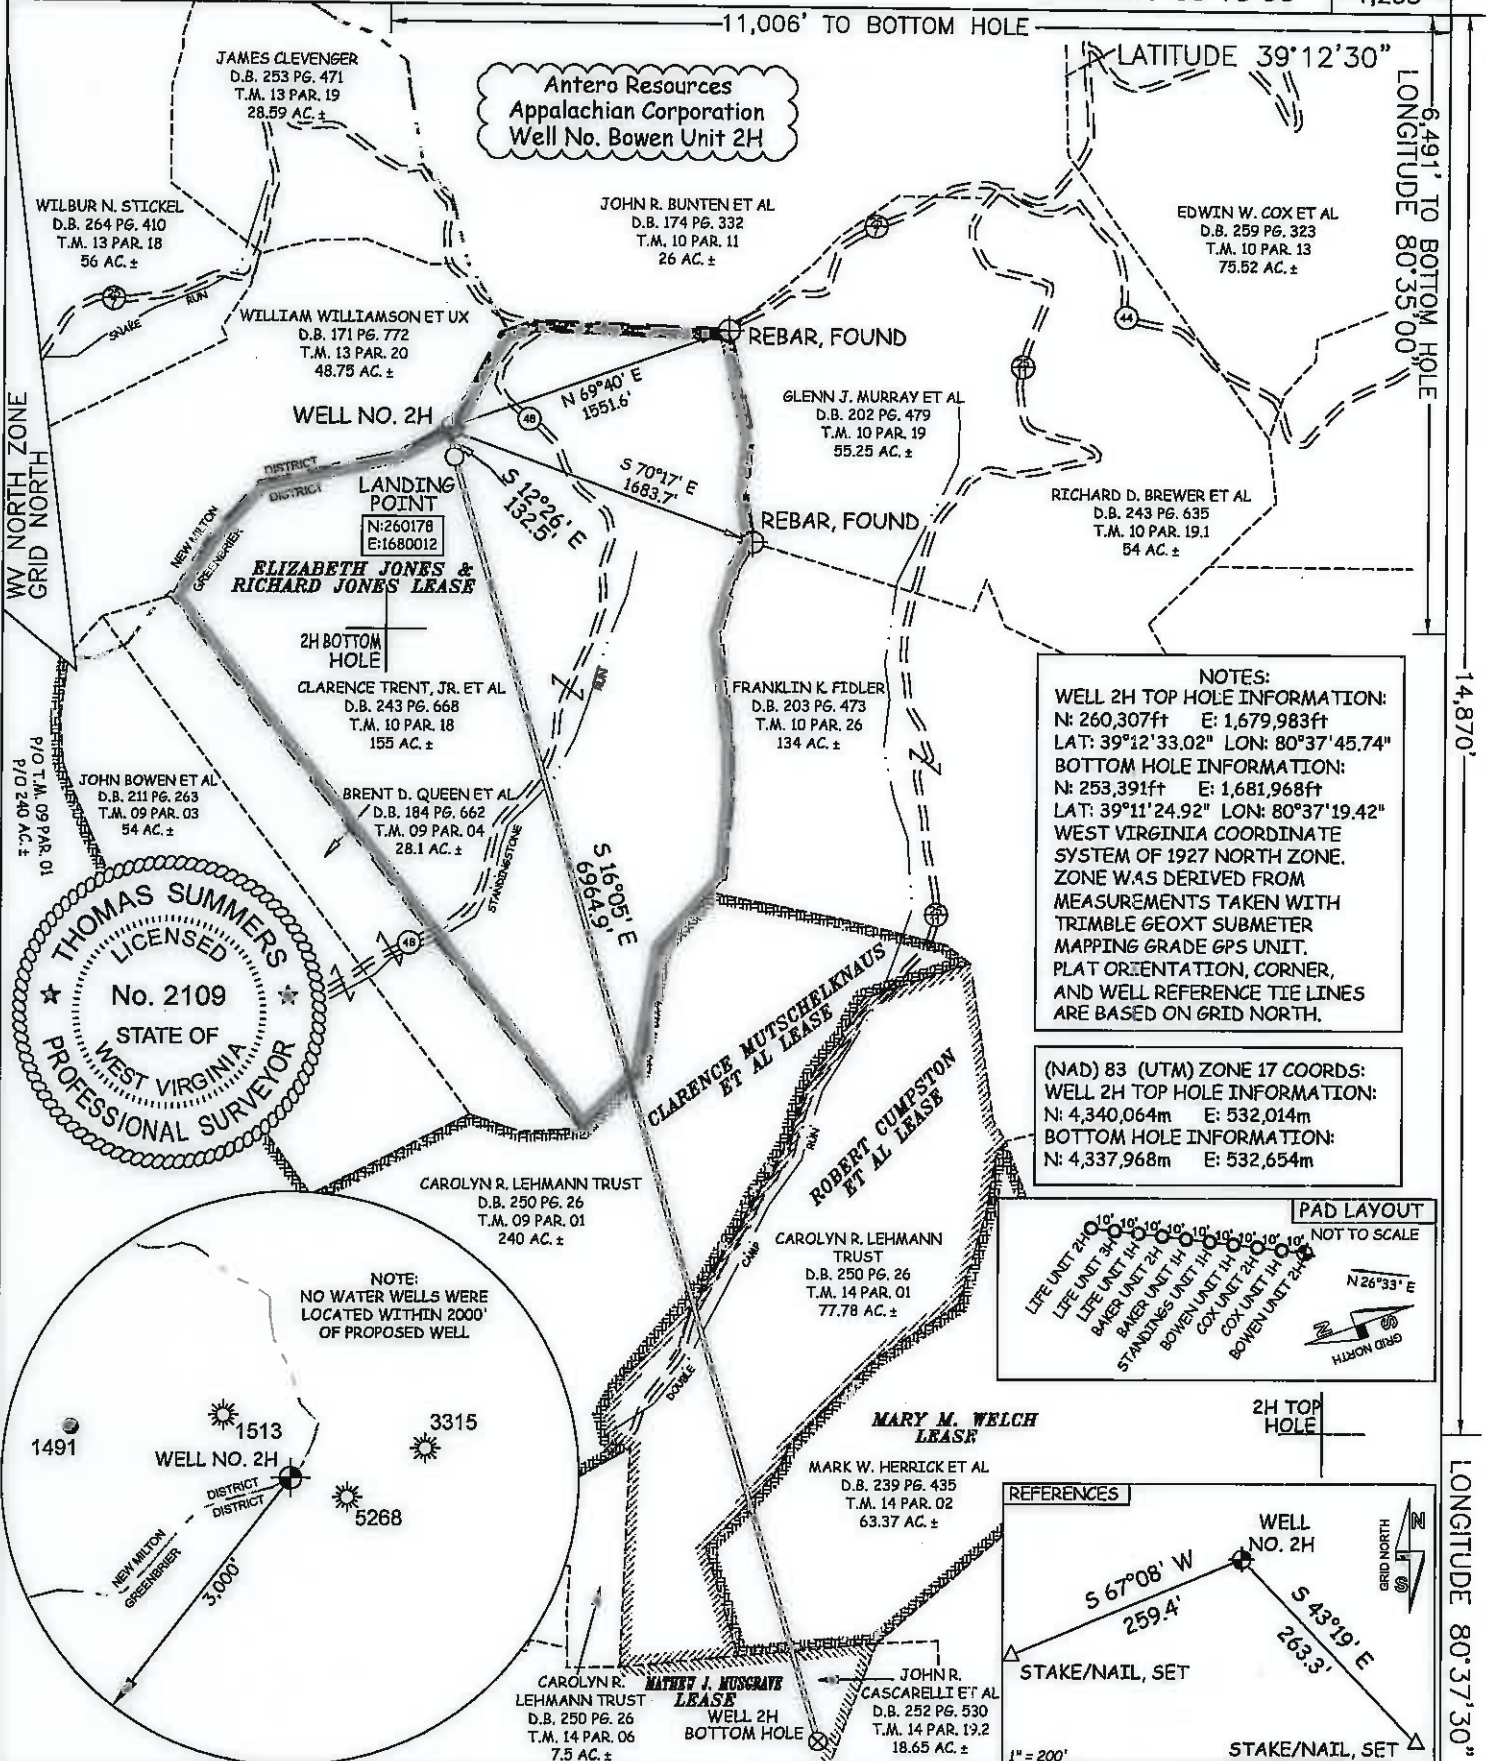 11,006' TO BOTTOM HOLE
LATITUDE 39°12'30"
6,491' TO BOTTOM HOLE
LONGITUDE 80°35'00"
14,870'
JAMES CLEVENGER
D.B. 253 PG. 471
T.M. 13 PAR. 19
28.59 AC. ±
Antero Resources
Appalachian Corporation
Well No. Bowen Unit 2H
WILBUR N. STICKEL
D.B. 264 PG. 410
T.M. 13 PAR. 18
56 AC. ±
JOHN R. BUNTEN ET AL
D.B. 174 PG. 332
T.M. 10 PAR. 11
26 AC. ±
EDWIN W. COX ET AL
D.B. 259 PG. 323
T.M. 10 PAR. 13
75.52 AC. ±
SNAKE RUN
WILLIAM WILLIAMSON ET UX
D.B. 171 PG. 772
T.M. 13 PAR. 20
48.75 AC. ±
REBAR, FOUND
44
N 69°40' E
1551.6'
48
WELL NO. 2H
GLENN J. MURRAY ET AL
D.B. 202 PG. 479
T.M. 10 PAR. 19
55.25 AC. ±
WV NORTH ZONE
GRID NORTH
DISTRICT
DISTRICT
NEW MILTON
GREENBRIER
LANDING
POINT
N:260178
E:1680012
S 12°26' E
132.5'
S 70°17' E
1683.7'
REBAR, FOUND
RICHARD D. BREWER ET AL
D.B. 243 PG. 635
T.M. 10 PAR. 19.1
54 AC. ±
ELIZABETH JONES &
RICHARD JONES LEASE
2H BOTTOM
HOLE
RUN
CLARENCE TRENT, JR. ET AL
D.B. 243 PG. 668
T.M. 10 PAR. 18
155 AC. ±
FRANKLIN K. FIDLER
D.B. 203 PG. 473
T.M. 10 PAR. 26
134 AC. ±
NOTES:
WELL 2H TOP HOLE INFORMATION:
N: 260,307ft E: 1,679,983ft
LAT: 39°12'33.02" LON: 80°37'45.74"
BOTTOM HOLE INFORMATION:
N: 253,391ft E: 1,681,968ft
LAT: 39°11'24.92" LON: 80°37'19.42"
WEST VIRGINIA COORDINATE
SYSTEM OF 1927 NORTH ZONE.
ZONE WAS DERIVED FROM
MEASUREMENTS TAKEN WITH
TRIMBLE GEOXT SUBMETER
MAPPING GRADE GPS UNIT.
PLAT ORIENTATION, CORNER,
AND WELL REFERENCE TIE LINES
ARE BASED ON GRID NORTH.
P/O T.M. 09 PAR. 01
P/O 240 AC. ±
JOHN BOWEN ET AL
D.B. 211 PG. 263
T.M. 09 PAR. 03
54 AC. ±
BRENT D. QUEEN ET AL
D.B. 184 PG. 662
T.M. 09 PAR. 04
28.1 AC. ±
STANDINGSTONE
48
S 16°05' E
6964.9'
THOMAS SUMMERS
LICENSED
No. 2109
STATE OF
WEST VIRGINIA
PROFESSIONAL SURVEYOR
CLARENCE MUTSCHELKNAUS
ET AL LEASE
ROBERT CUMPSTON
ET AL LEASE
(NAD) 83 (UTM) ZONE 17 COORDS:
WELL 2H TOP HOLE INFORMATION:
N: 4,340,064m E: 532,014m
BOTTOM HOLE INFORMATION:
N: 4,337,968m E: 532,654m
CAROLYN R. LEHMANN TRUST
D.B. 250 PG. 26
T.M. 09 PAR. 01
240 AC. ±
DOUBLE CAMP RUN
CAROLYN R. LEHMANN
TRUST
D.B. 250 PG. 26
T.M. 14 PAR. 01
77.78 AC. ±
PAD LAYOUT
NOT TO SCALE
10' 10' 10' 10' 10' 10' 10' 10' 10'
LIFE UNIT 2H
LIFE UNIT 3H
LIFE UNIT 1H
BAKER UNIT 2H
BAKER UNIT 1H
STANDINGS UNIT 1H
BOWEN UNIT 1H
COX UNIT 2H
COX UNIT 1H
BOWEN UNIT 2H
N 26°33' E
N
S
GRID NORTH
NOTE:
NO WATER WELLS WERE
LOCATED WITHIN 2000'
OF PROPOSED WELL
1491
1513
3315
WELL NO. 2H
5268
DISTRICT
DISTRICT
NEW MILTON
GREENBRIER
3,000'
2H TOP
HOLE
MARY M. WELCH
LEASE
MARK W. HERRICK ET AL
D.B. 239 PG. 435
T.M. 14 PAR. 02
63.37 AC. ±
LONGITUDE 80°37'30"
REFERENCES
WELL
NO. 2H
GRID NORTH
N
S
S 67°08' W
259.4'
S 43°19' E
263.3'
STAKE/NAIL, SET
STAKE/NAIL, SET
1" = 200'
CAROLYN R.
LEHMANN TRUST
D.B. 250 PG. 26
T.M. 14 PAR. 06
7.5 AC. ±
MATHEW J. MUSGRAVE
LEASE
WELL 2H
BOTTOM HOLE
JOHN R.
CASCARELLI ET AL
D.B. 252 PG. 530
T.M. 14 PAR. 19.2
18.65 AC. ±